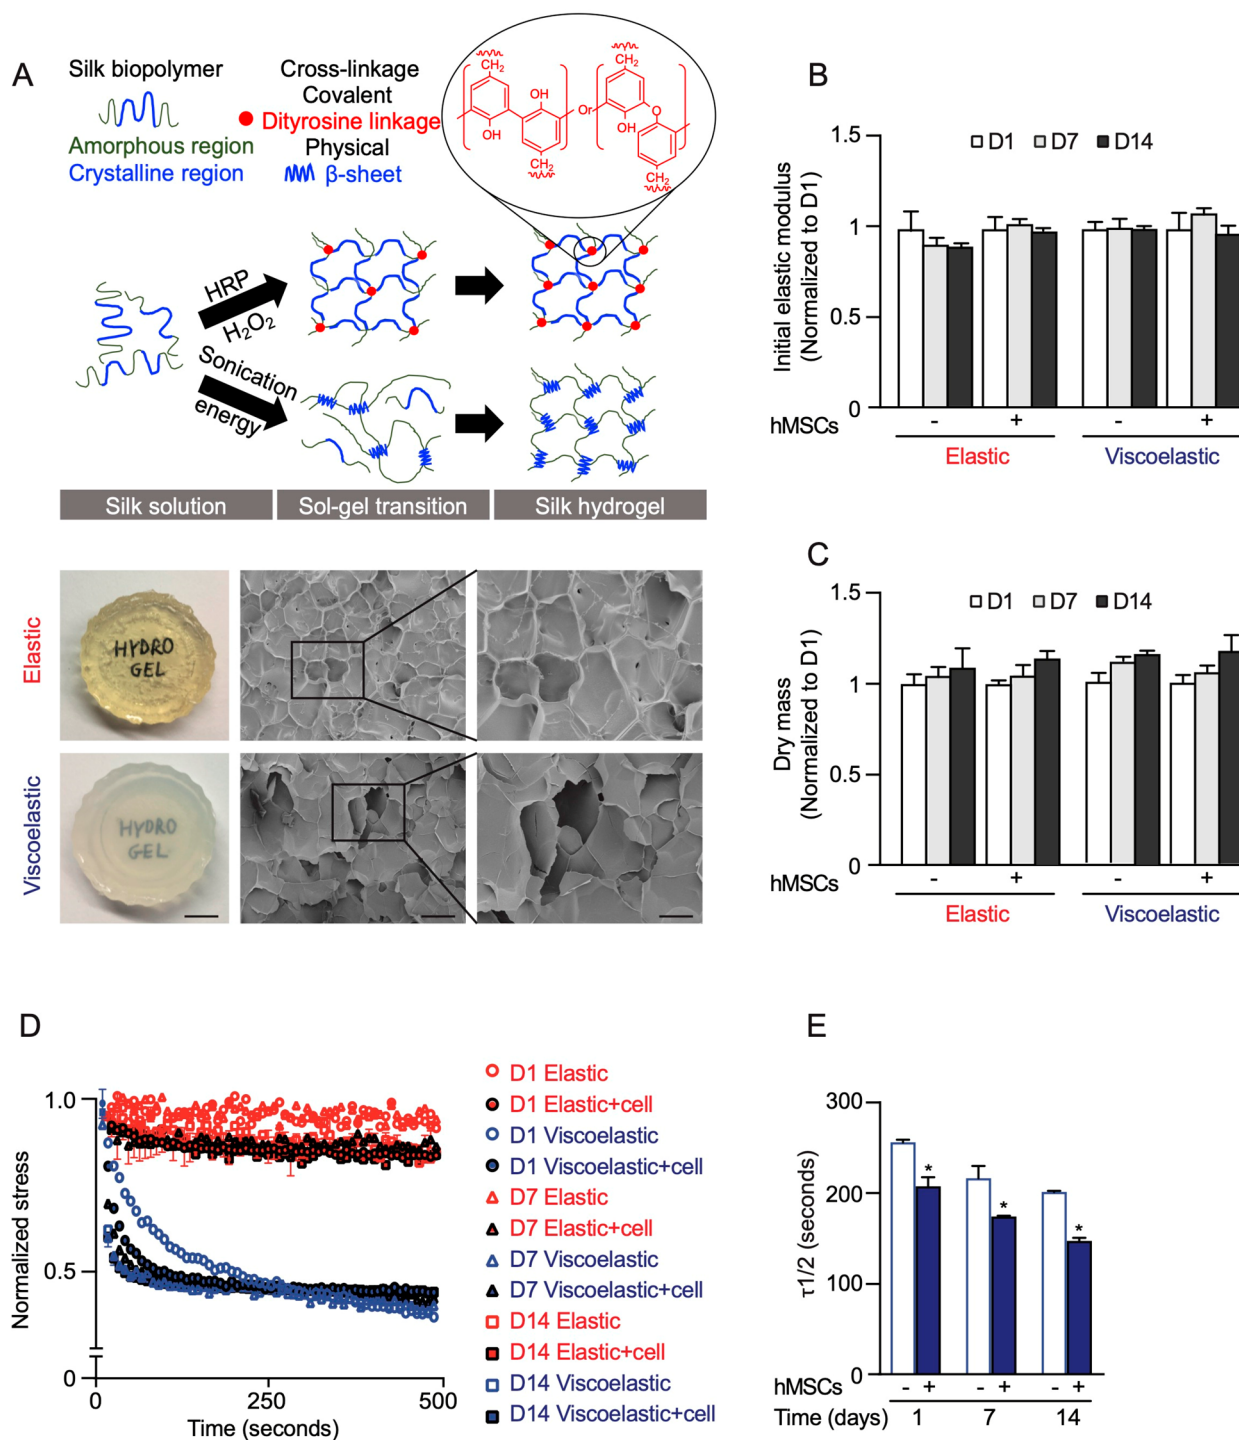 A
Silk biopolymer
Amorphous region
Crystalline region
Cross-linkage
Covalent
Dityrosine linkage
Physical
β-sheet
CH2
OH
OH
CH2
Or
CH2
OH
O
CH2
HRP
H2O2
Sonication
energy
Silk solution
Sol-gel transition
Silk hydrogel
Elastic
HYDRO
GEL
Viscoelastic
HYDRO
GEL
B
Initial elastic modulus
(Normalized to D1)
1.5
1
0.5
0
D1 D7 D14
hMSCs - + - +
Elastic Viscoelastic
C
Dry mass
(Normalized to D1)
1.5
1
0.5
0
D1 D7 D14
hMSCs - + - +
Elastic Viscoelastic
D
Normalized stress
1.0
0.5
0
0 250 500
Time (seconds)
D1 Elastic
D1 Elastic+cell
D1 Viscoelastic
D1 Viscoelastic+cell
D7 Elastic
D7 Elastic+cell
D7 Viscoelastic
D7 Viscoelastic+cell
D14 Elastic
D14 Elastic+cell
D14 Viscoelastic
D14 Viscoelastic+cell
E
τ1/2 (seconds)
300
200
100
0
* * *
hMSCs - + - + - +
Time (days) 1 7 14